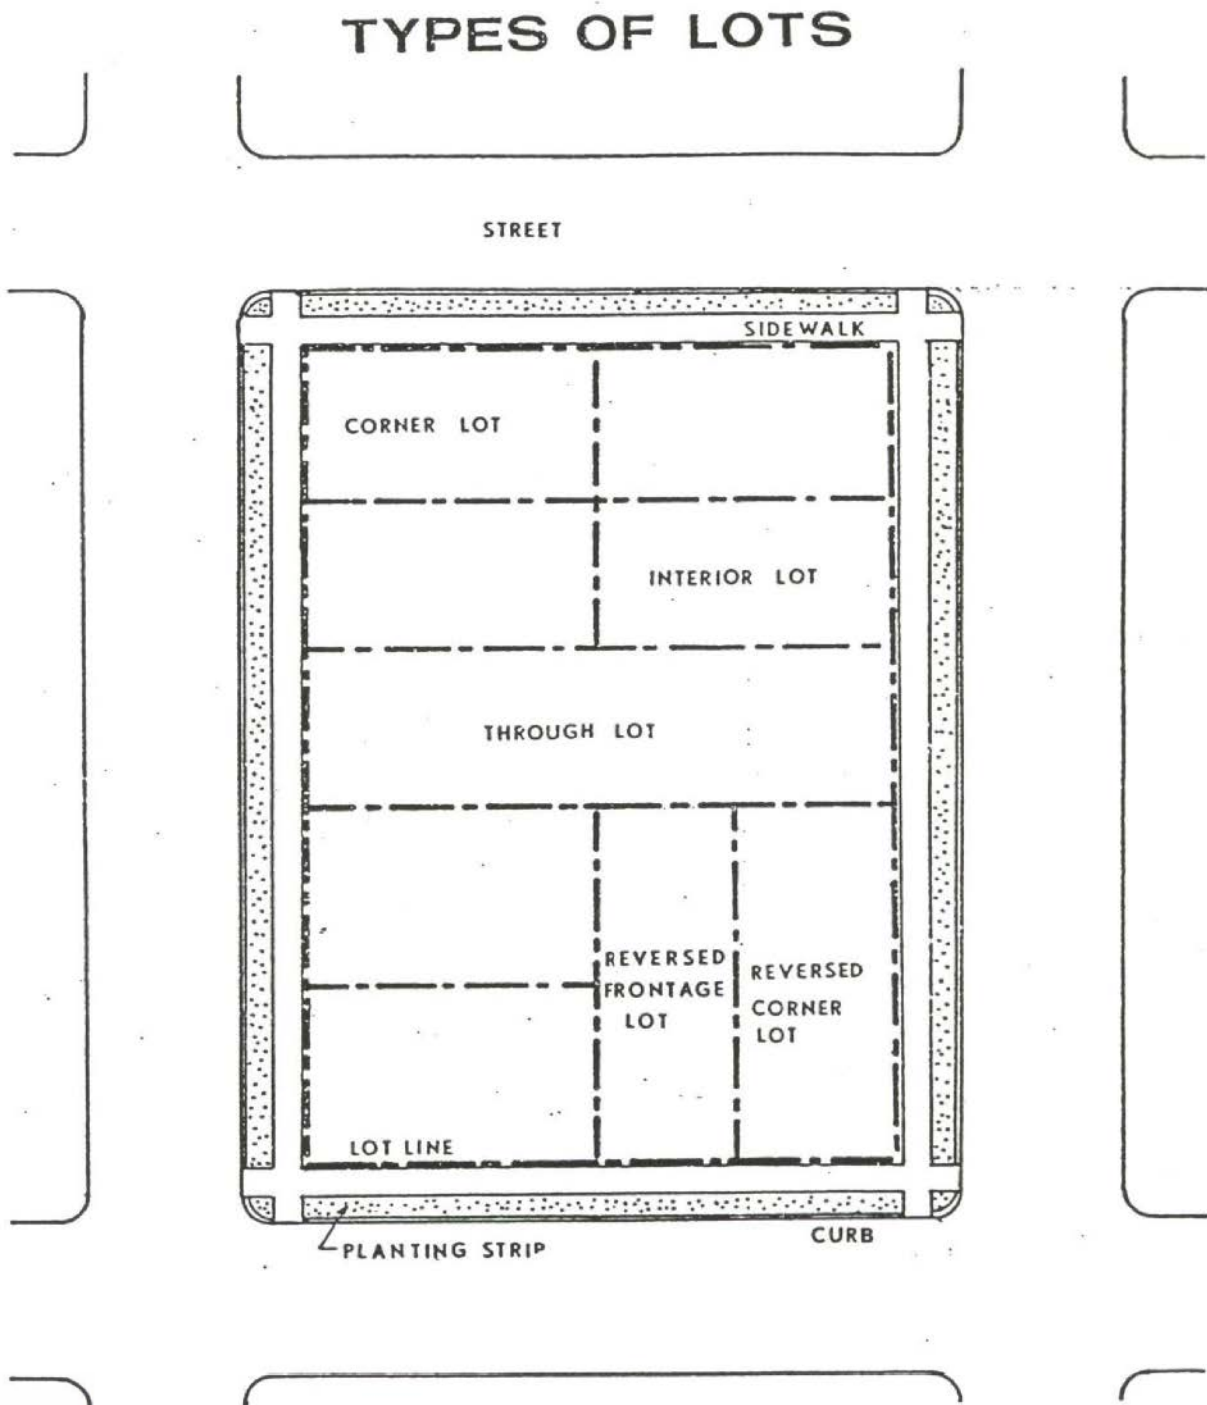 TYPES OF LOTS
STREET
SIDEWALK
CORNER LOT
INTERIOR LOT
THROUGH LOT
REVERSED
FRONTAGE
LOT
REVERSED
CORNER
LOT
LOT LINE
CURB
PLANTING STRIP